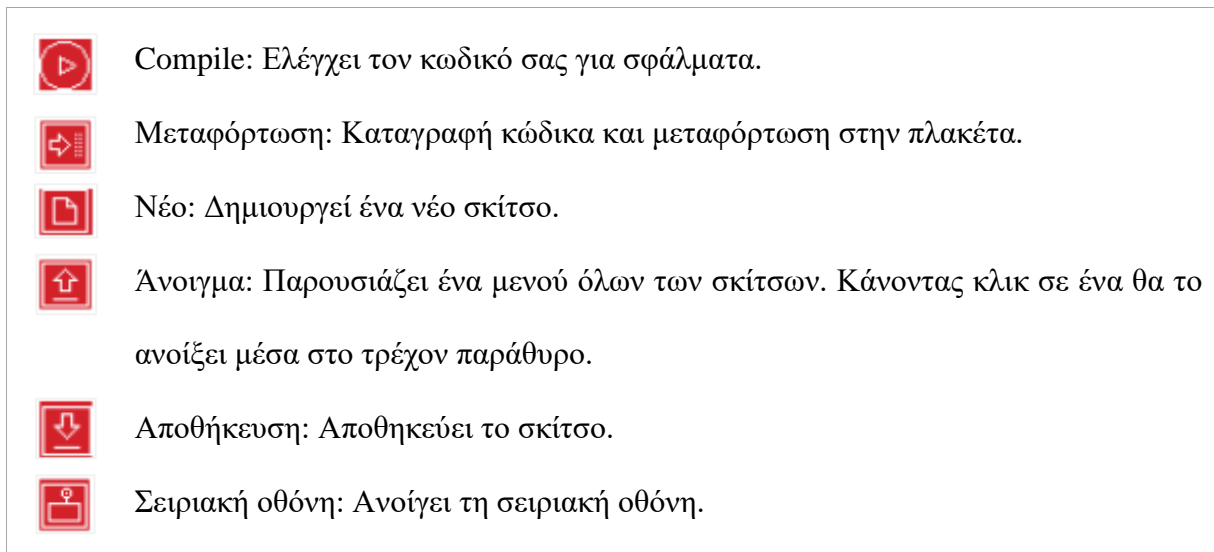 Compile: Ελέγχει τον κωδικό σας για σφάλματα.
Μεταφόρτωση: Καταγραφή κώδικα και μεταφόρτωση στην πλακέτα.
Νέο: Δημιουργεί ένα νέο σκίτσο.
Άνοιγμα: Παρουσιάζει ένα μενού όλων των σκίτσων. Κάνοντας κλικ σε ένα θα το
ανοίξει μέσα στο τρέχον παράθυρο.
Αποθήκευση: Αποθηκεύει το σκίτσο.
Σειριακή οθόνη: Ανοίγει τη σειριακή οθόνη.